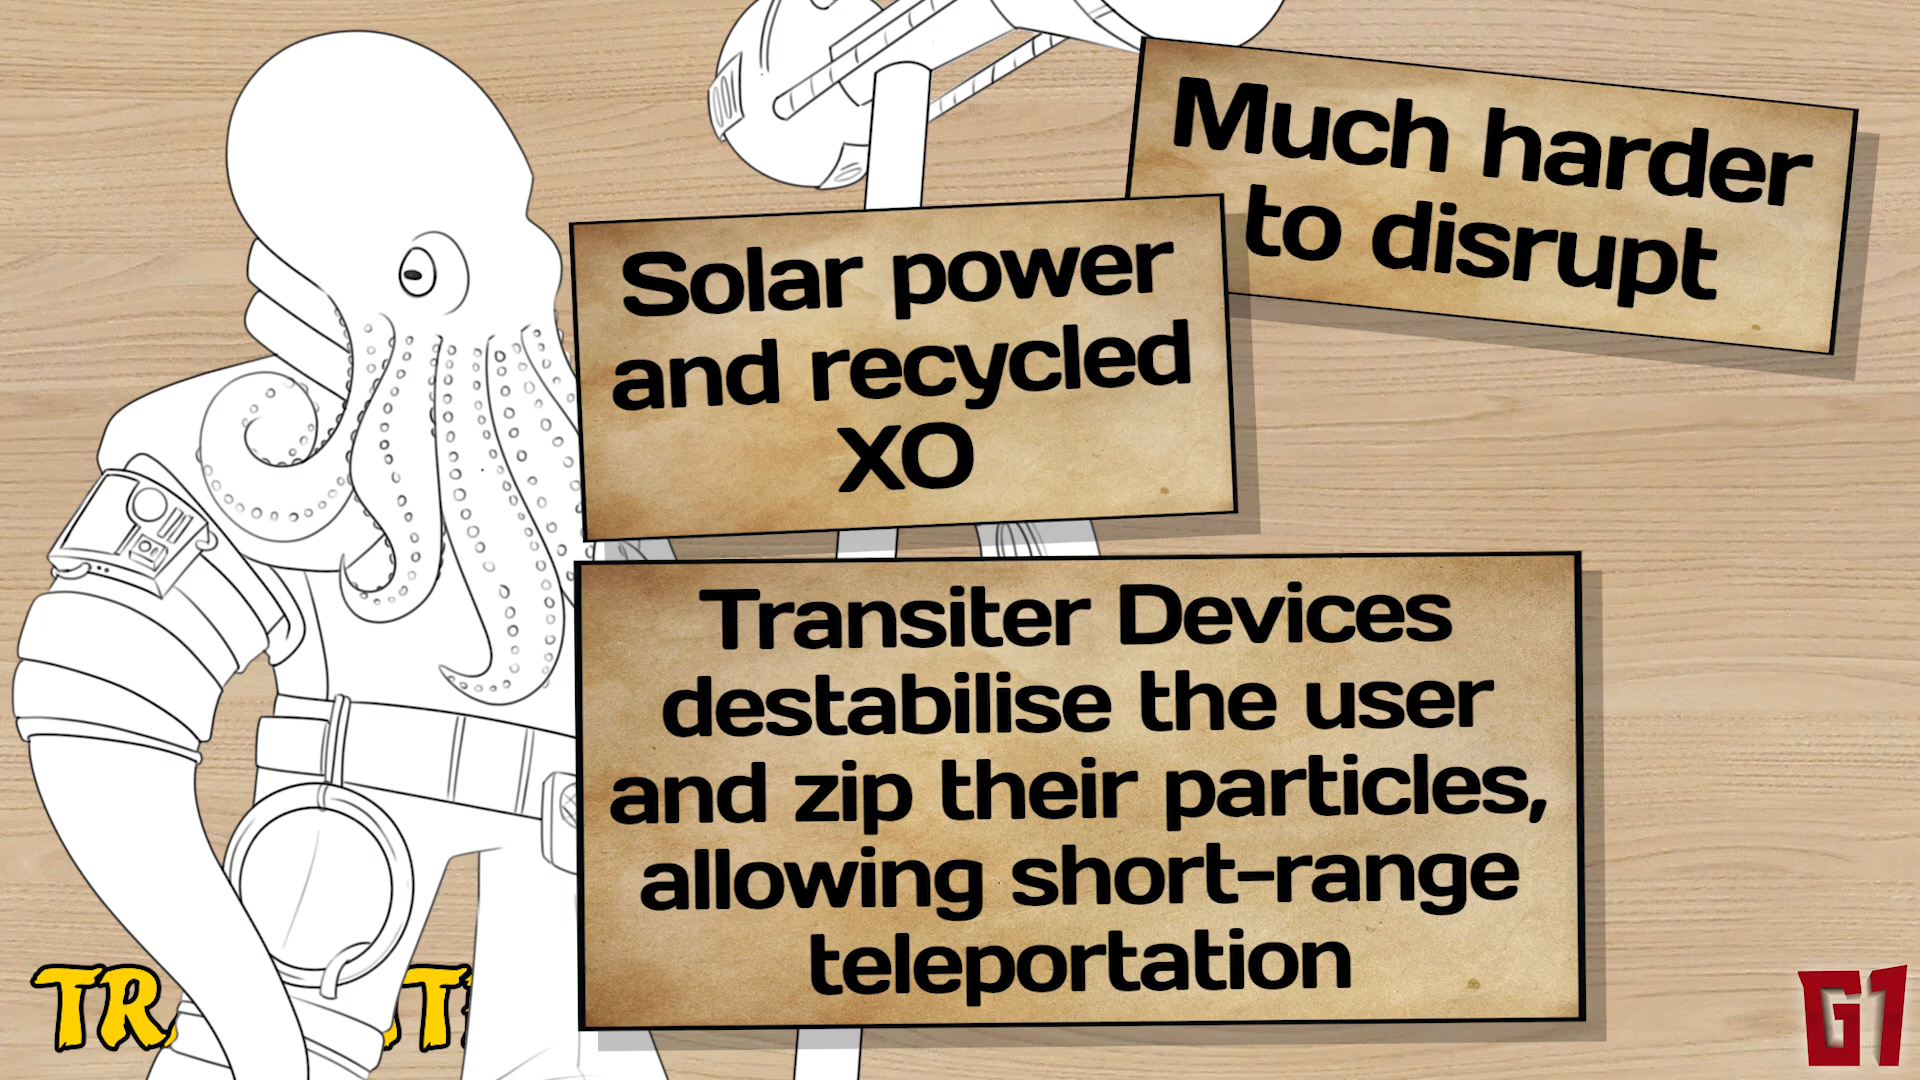 Much harder
to disrupt
Solar power
and recycled
XO
Transiter Devices
destabilise the user
and zip their particles,
allowing short-range
teleportation
G1